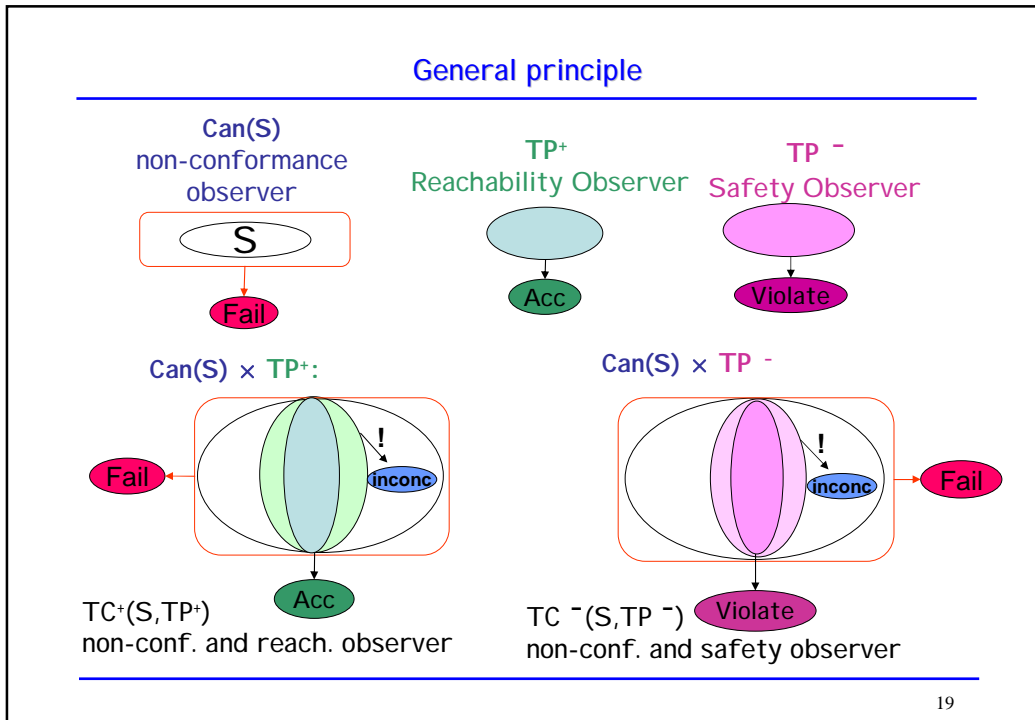 General principle
Can(S)
non-conformance
observer
S
Fail
TP⁺
Reachability Observer
Acc
TP ⁻
Safety Observer
Violate
Can(S) × TP⁺:
Fail
!
inconc
Acc
TC⁺(S,TP⁺)
non-conf. and reach. observer
Can(S) × TP ⁻
!
inconc
Fail
Violate
TC ⁻(S,TP ⁻)
non-conf. and safety observer
19